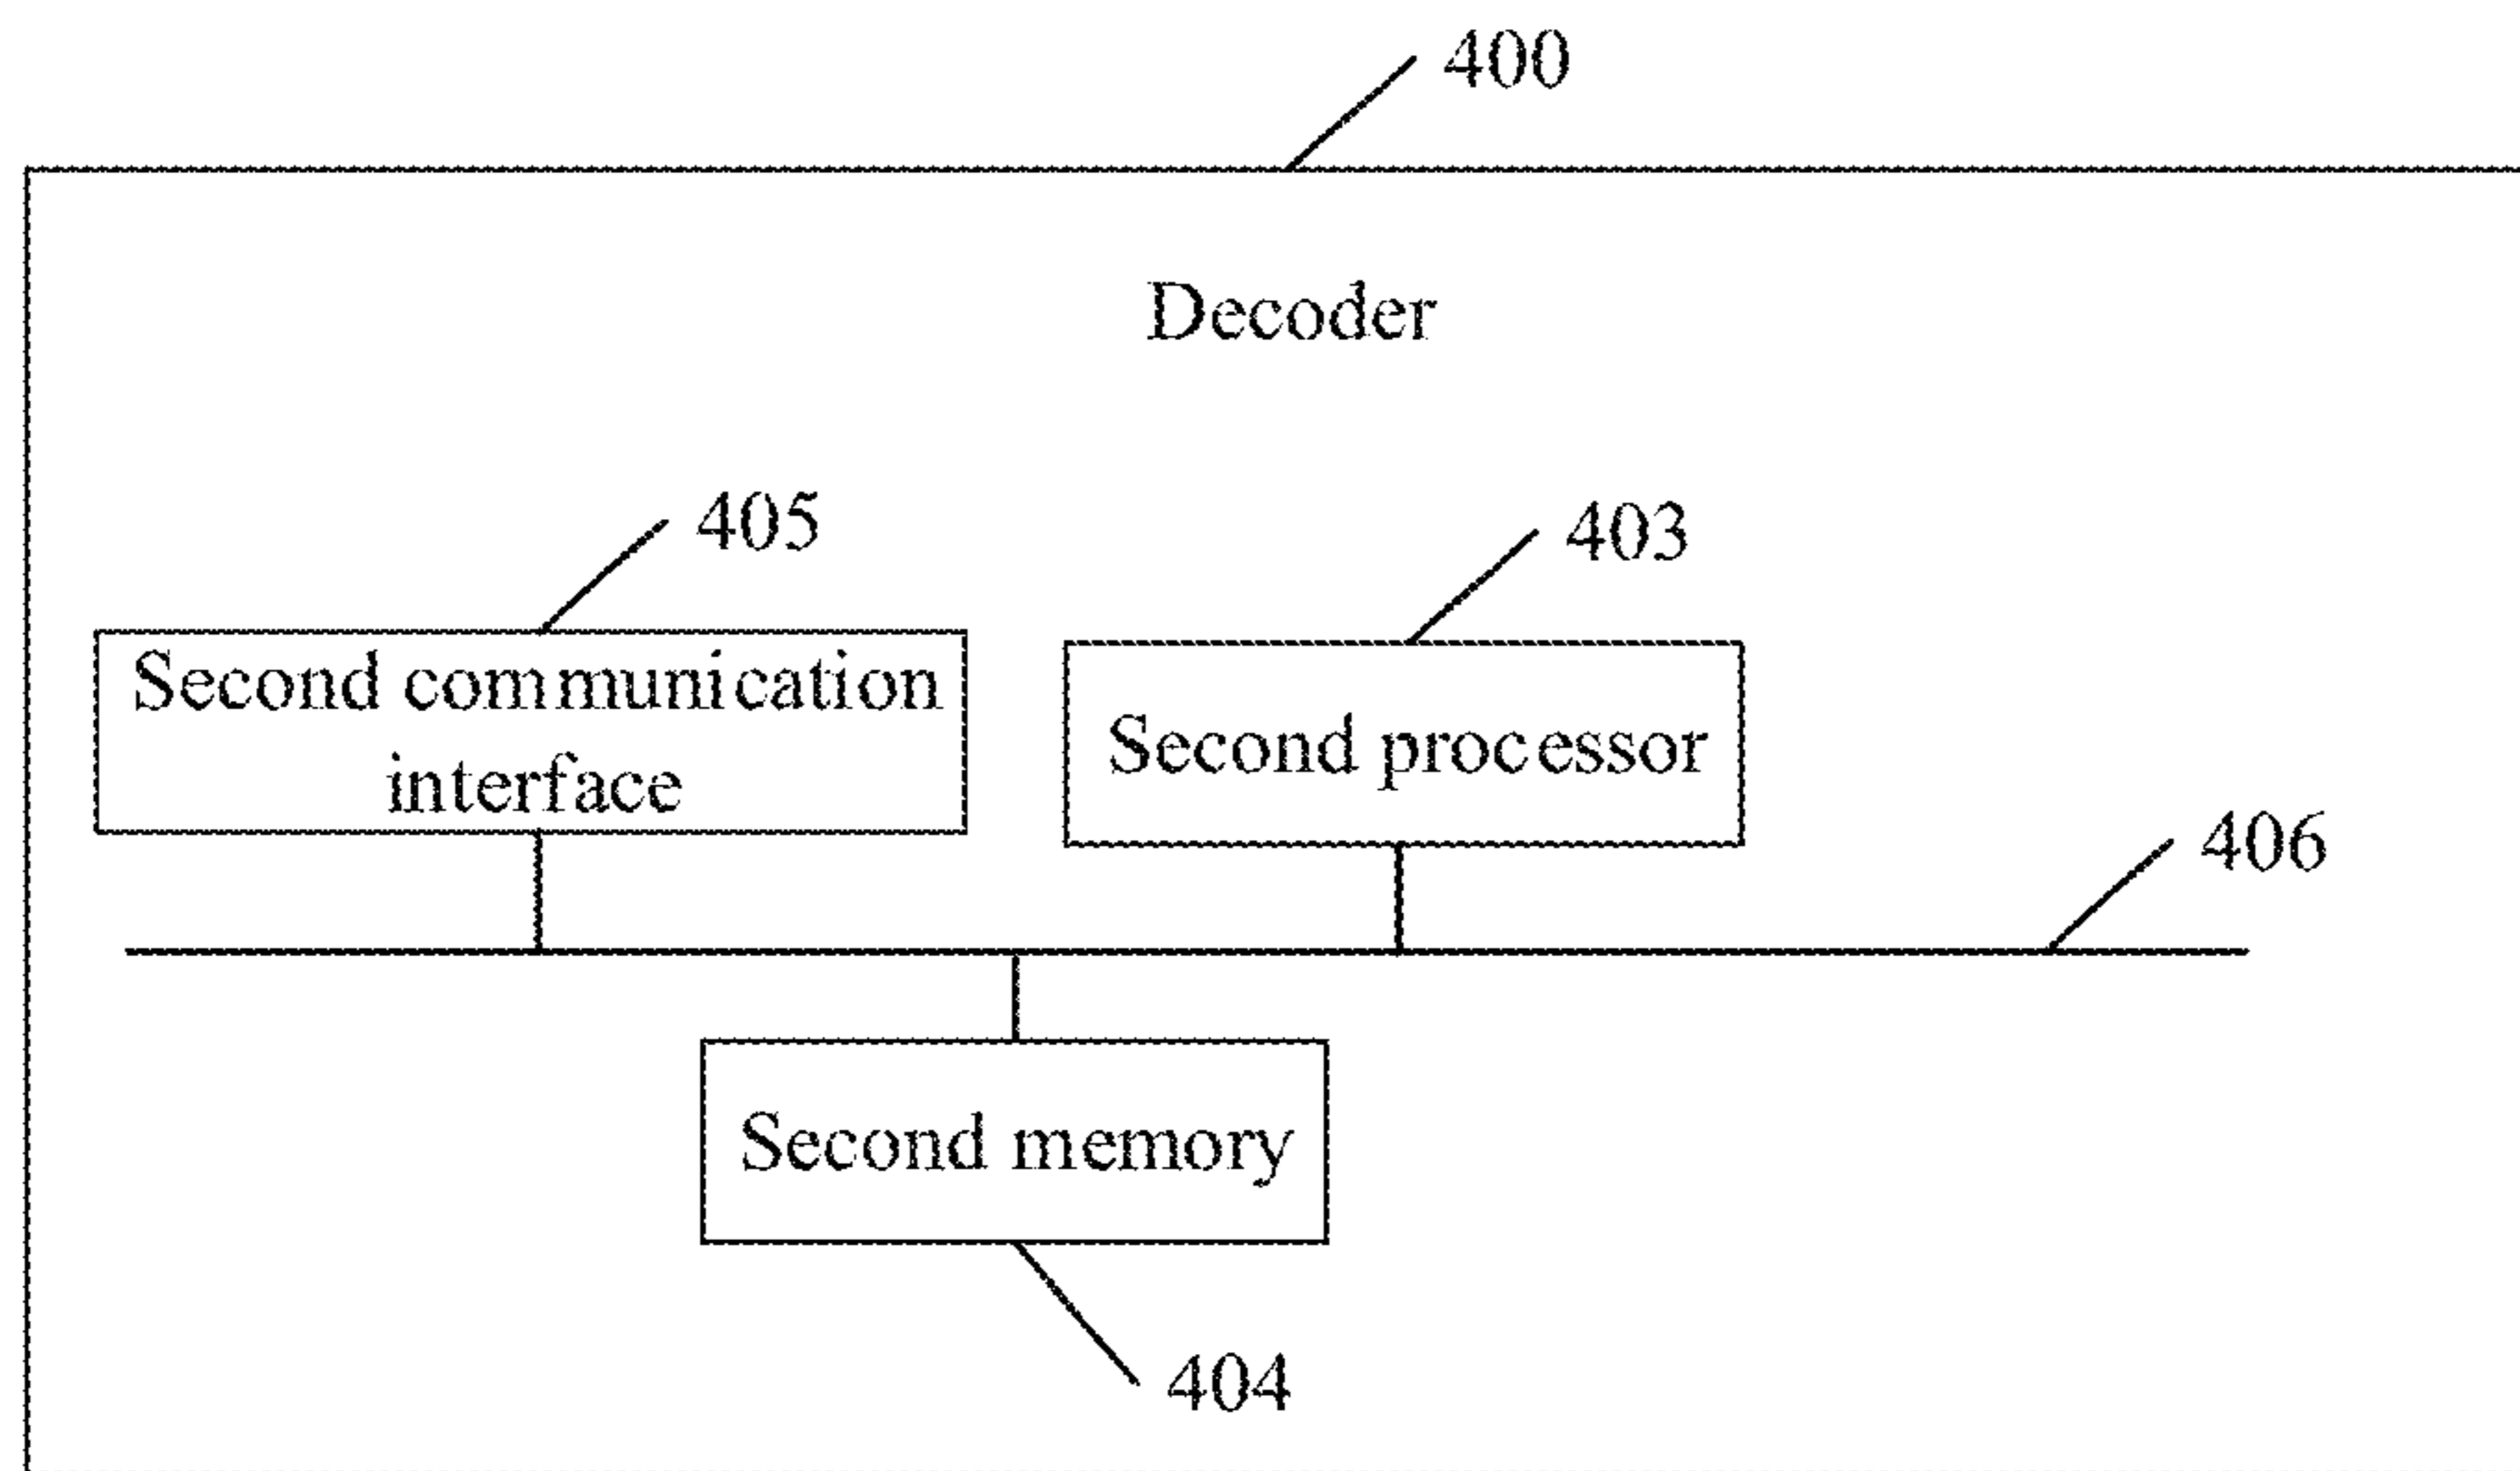 400
Decoder
405
403
Second communication
interface
Second processor
406
Second memory
404